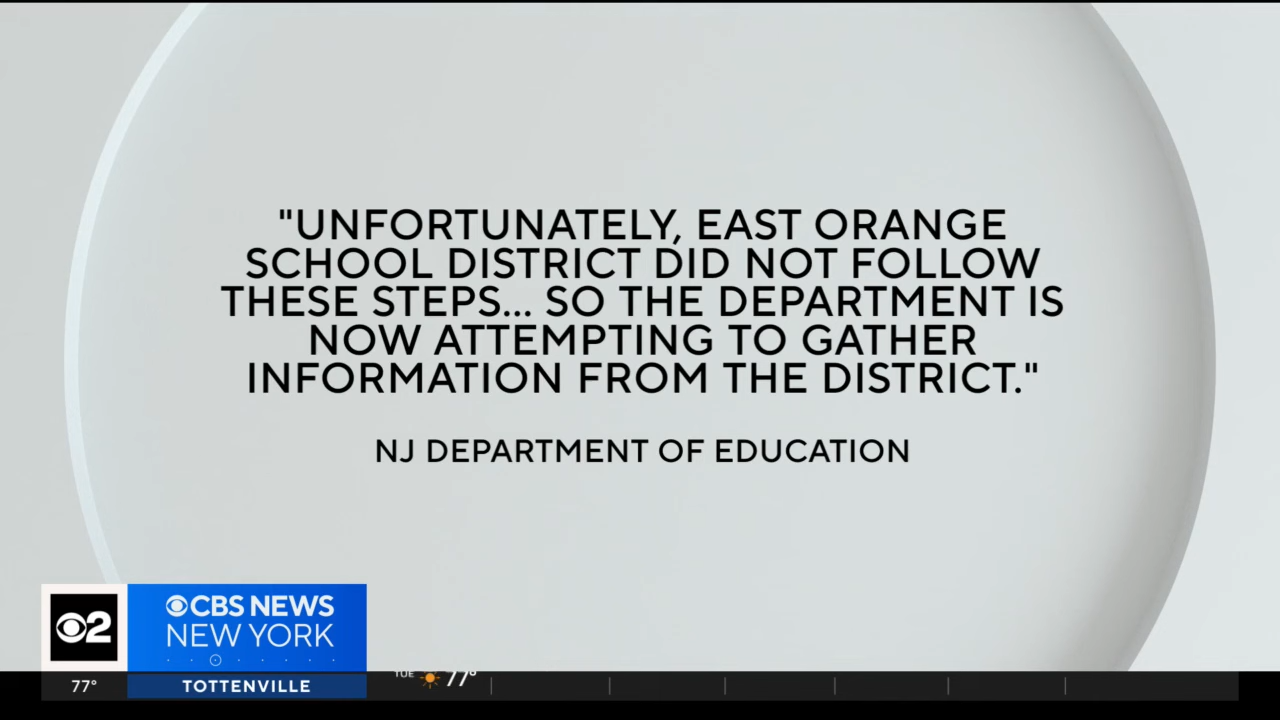 "UNFORTUNATELY, EAST ORANGE
SCHOOL DISTRICT DID NOT FOLLOW
THESE STEPS... SO THE DEPARTMENT IS
NOW ATTEMPTING TO GATHER
INFORMATION FROM THE DISTRICT."
NJ DEPARTMENT OF EDUCATION
2
CBS NEWS
NEW YORK
77°
TOTTENVILLE
TUE 77°